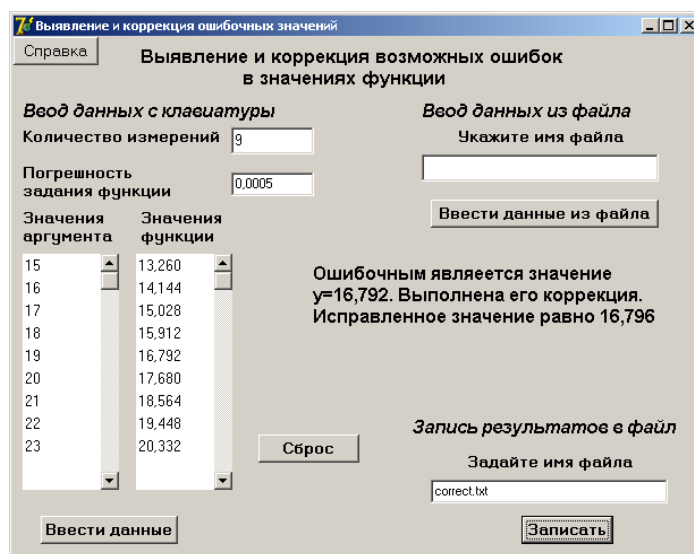 Выявление и коррекция ошибочных значений
Справка
Выявление и коррекция возможных ошибок
в значениях функции
Ввод данных с клавиатуры
Количество измерений 9
Погрешность
задания функции 0,0005
Значения
аргумента
Значения
функции
15 13,260
16 14,144
17 15,028
18 15,912
19 16,792
20 17,680
21 18,564
22 19,448
23 20,332
Ввести данные
Сброс
Ввод данных из файла
Укажите имя файла
Ввести данные из файла
Ошибочным являеется значение
y=16,792. Выполнена его коррекция.
Исправленное значение равно 16,796
Запись результатов в файл
Задайте имя файла
correct.txt
Записать